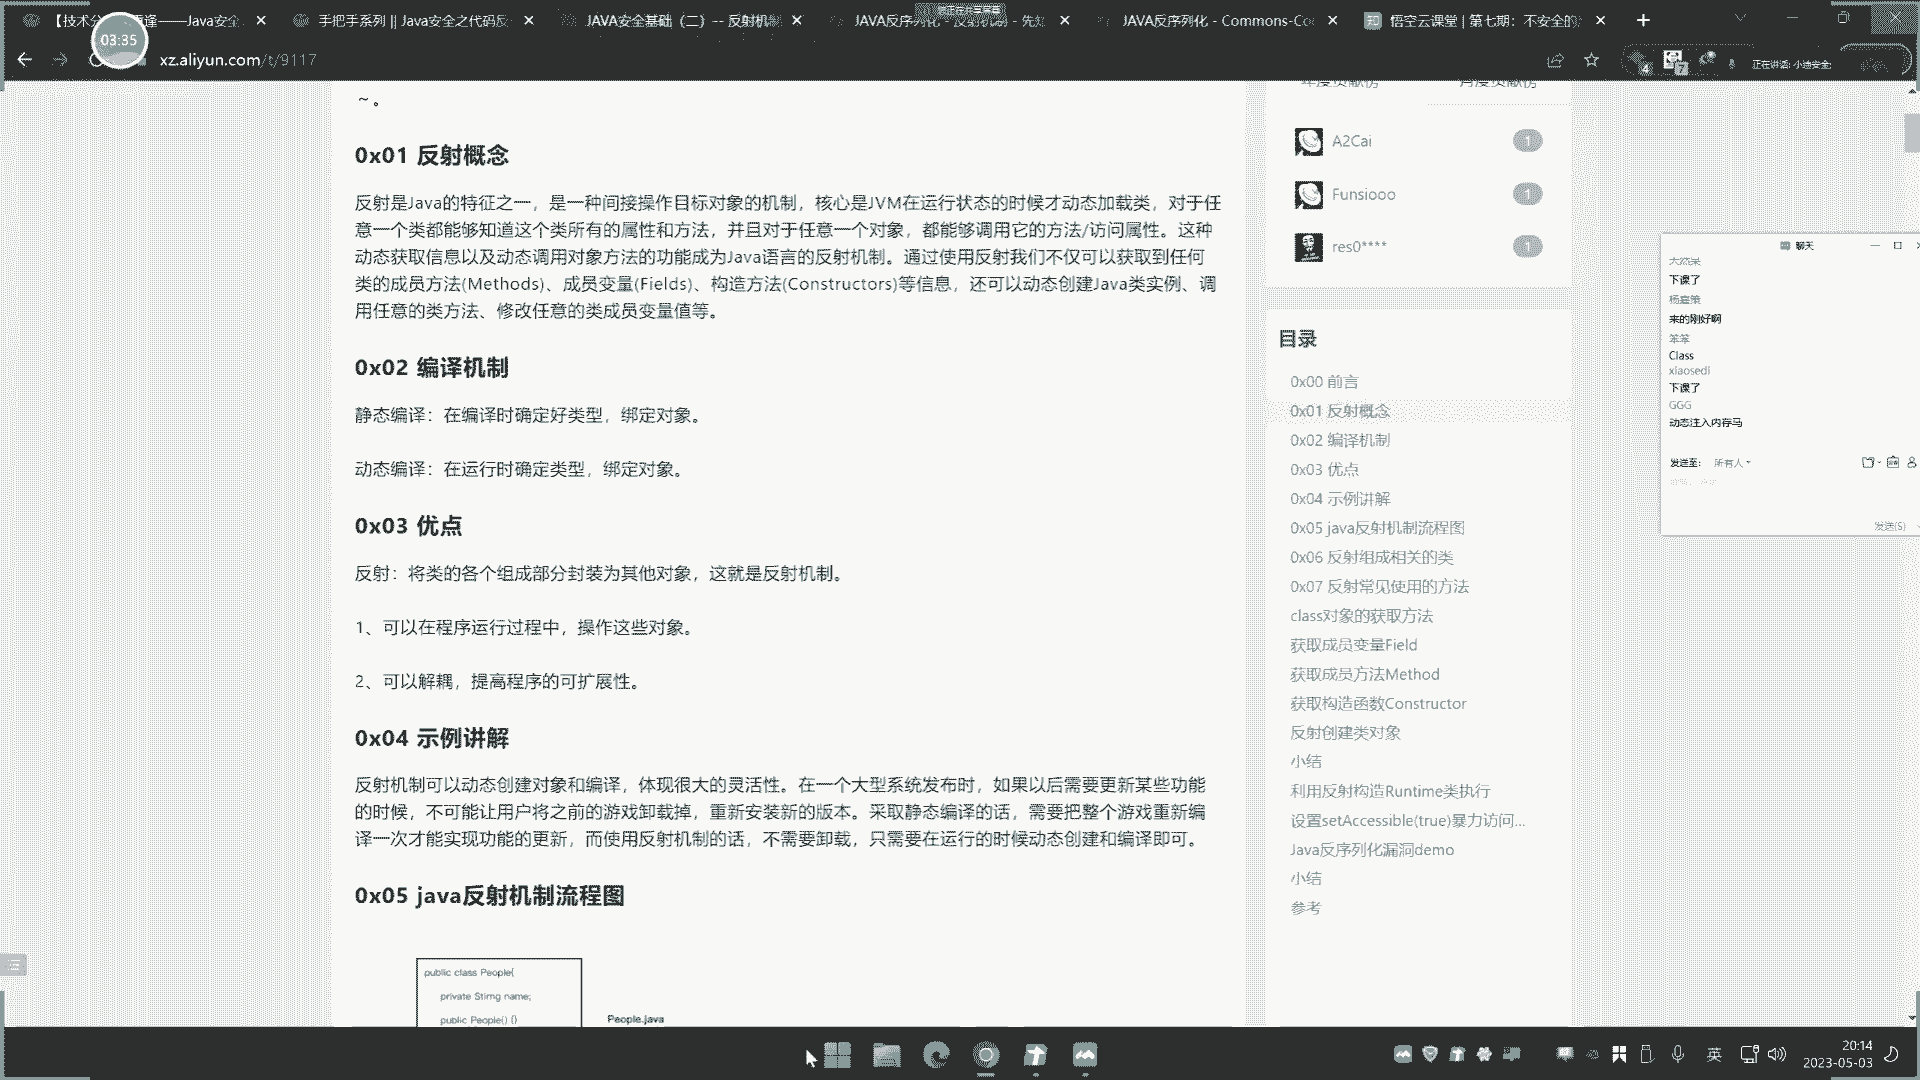 手把手系列 || Java安全之代码反
JAVA安全基础（二）-- 反射机制
JAVA反序列化 - Commons-Co
悟空云课堂 | 第七期：不安全的
03:35
xz.aliyun.com/t/9117
正在讲话: 小迪安全;
~ 。
0x01 反射概念
反射是Java的特征之一，是一种间接操作目标对象的机制，核心是JVM在运行状态的时候才动态加载类，对于任
意一个类都能够知道这个类所有的属性和方法，并且对于任意一个对象，都能够调用它的方法/访问属性。这种
动态获取信息以及动态调用对象方法的功能成为Java语言的反射机制。通过使用反射我们不仅可以获取到任何
类的成员方法(Methods)、成员变量(Fields)、构造方法(Constructors)等信息，还可以动态创建Java类实例、调
用任意的类方法、修改任意的类成员变量值等。
0x02 编译机制
静态编译：在编译时确定好类型，绑定对象。
动态编译：在运行时确定类型，绑定对象。
0x03 优点
反射：将类的各个组成部分封装为其他对象，这就是反射机制。
1、可以在程序运行过程中，操作这些对象。
2、可以解耦，提高程序的可扩展性。
0x04 示例讲解
反射机制可以动态创建对象和编译，体现很大的灵活性。在一个大型系统发布时，如果以后需要更新某些功能
的时候，不可能让用户将之前的游戏卸载掉，重新安装新的版本。采取静态编译的话，需要把整个游戏重新编
译一次才能实现功能的更新，而使用反射机制的话，不需要卸载，只需要在运行的时候动态创建和编译即可。
0x05 java反射机制流程图
public class People{
private Stirng name;
public People() {}
People.java
A2Cai 1
Funsiooo 1
res0**** 1
目录
0x00 前言
0x01 反射概念
0x02 编译机制
0x03 优点
0x04 示例讲解
0x05 java反射机制流程图
0x06 反射组成相关的类
0x07 反射常见使用的方法
class对象的获取方法
获取成员变量Field
获取成员方法Method
获取构造函数Constructor
反射创建类对象
小结
利用反射构造Runtime类执行
设置setAccessible(true)暴力访问...
Java反序列化漏洞demo
小结
参考
聊天
下课了
杨嘉策
来的刚好啊
笨笨
Class
xiaosedi
下课了
GGG
动态注入内存马
发送至: 所有人
发送(S)
英
20:14
2023-05-03